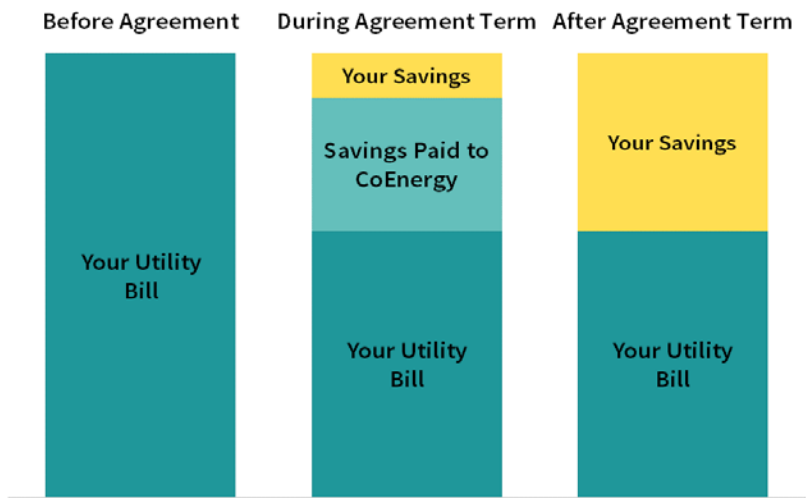 Before Agreement
During Agreement Term
After Agreement Term
Your Utility
Bill
Your Savings
Savings Paid to
CoEnergy
Your Utility
Bill
Your Savings
Your Utility
Bill